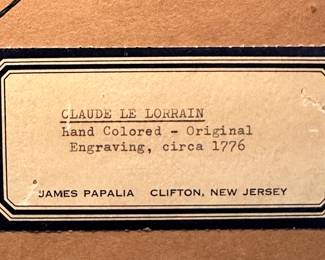 CLAUDE LE LORRAIN
hand Colored - Original
Engraving, circa 1776
JAMES PAPALIA CLIFTON, NEW JERSEY